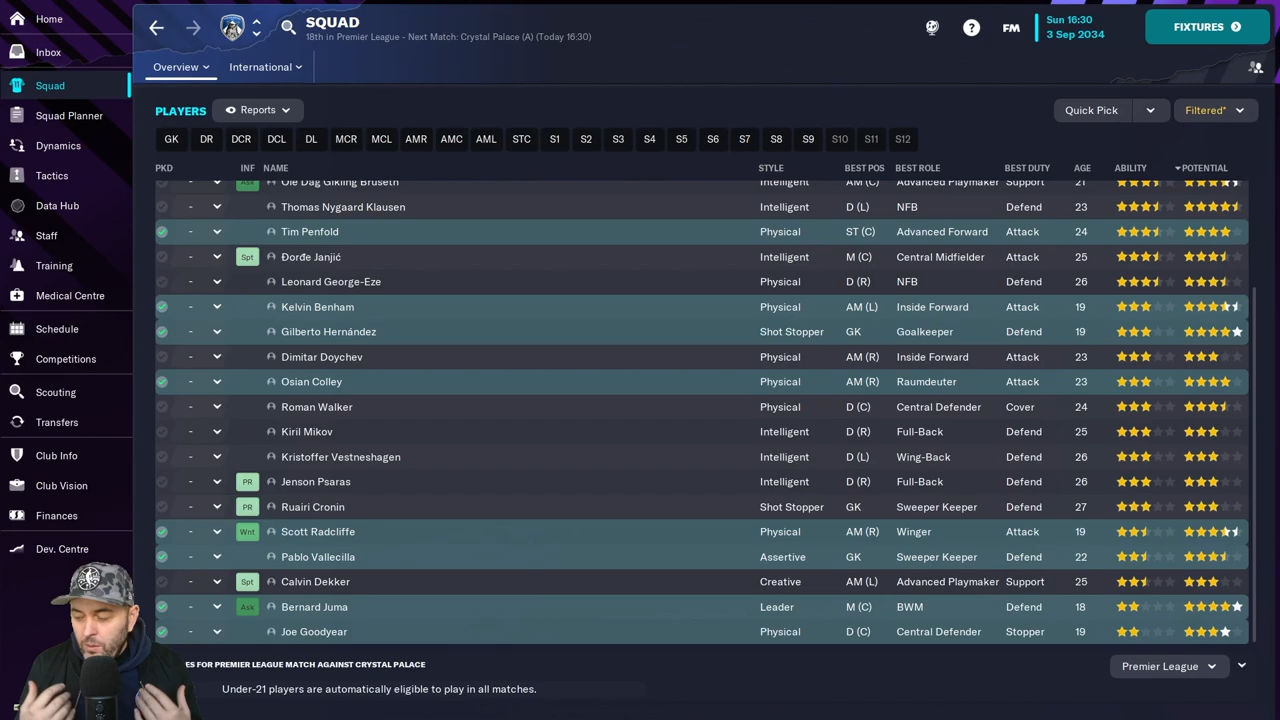 Home
SQUAD
18th in Premier League - Next Match: Crystal Palace (A) (Today 16:30)
FM
Sun 16:30
3 Sep 2034
FIXTURES
Inbox
Overview
International
Squad
Squad Planner
Dynamics
Tactics
Data Hub
Staff
Training
Medical Centre
Schedule
Competitions
Scouting
Transfers
Club Info
Club Vision
Finances
Dev. Centre
PLAYERS
Reports
Quick Pick
Filtered*
GK DR DCR DCL DL MCR MCL AMR AMC AML STC S1 S2 S3 S4 S5 S6 S7 S8 S9 S10 S11 S12
PKD INF NAME STYLE BEST POS BEST ROLE BEST DUTY AGE ABILITY POTENTIAL
- Ask Ole Dag Gikling Bruseth Intelligent AM (C) Advanced Playmaker Support 21
- Thomas Nygaard Klausen Intelligent D (L) NFB Defend 23
- Tim Penfold Physical ST (C) Advanced Forward Attack 24
- Spt Đorđe Janjić Intelligent M (C) Central Midfielder Attack 25
- Leonard George-Eze Physical D (R) NFB Defend 26
- Kelvin Benham Physical AM (L) Inside Forward Attack 19
- Gilberto Hernández Shot Stopper GK Goalkeeper Defend 19
- Dimitar Doychev Physical AM (R) Inside Forward Attack 23
- Osian Colley Physical AM (R) Raumdeuter Attack 23
- Roman Walker Physical D (C) Central Defender Cover 24
- Kiril Mikov Intelligent D (R) Full-Back Defend 25
- Kristoffer Vestneshagen Intelligent D (L) Wing-Back Defend 26
- PR Jenson Psaras Intelligent D (R) Full-Back Defend 26
- PR Ruairi Cronin Shot Stopper GK Sweeper Keeper Defend 27
- Wnt Scott Radcliffe Physical AM (R) Winger Attack 19
- Pablo Vallecilla Assertive GK Sweeper Keeper Defend 22
- Spt Calvin Dekker Creative AM (L) Advanced Playmaker Support 25
- Ask Bernard Juma Leader M (C) BWM Defend 18
- Joe Goodyear Physical D (C) Central Defender Stopper 19
ES FOR PREMIER LEAGUE MATCH AGAINST CRYSTAL PALACE
Premier League
Under-21 players are automatically eligible to play in all matches.